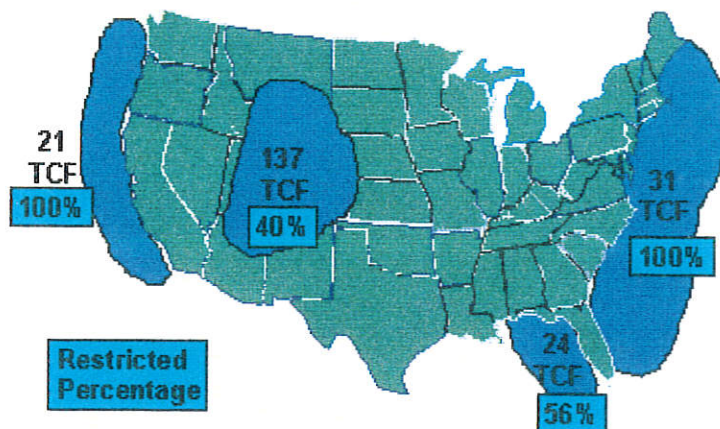 21
TCF
100%
137
TCF
40%
31
TCF
100%
24
TCF
56%
Restricted
Percentage